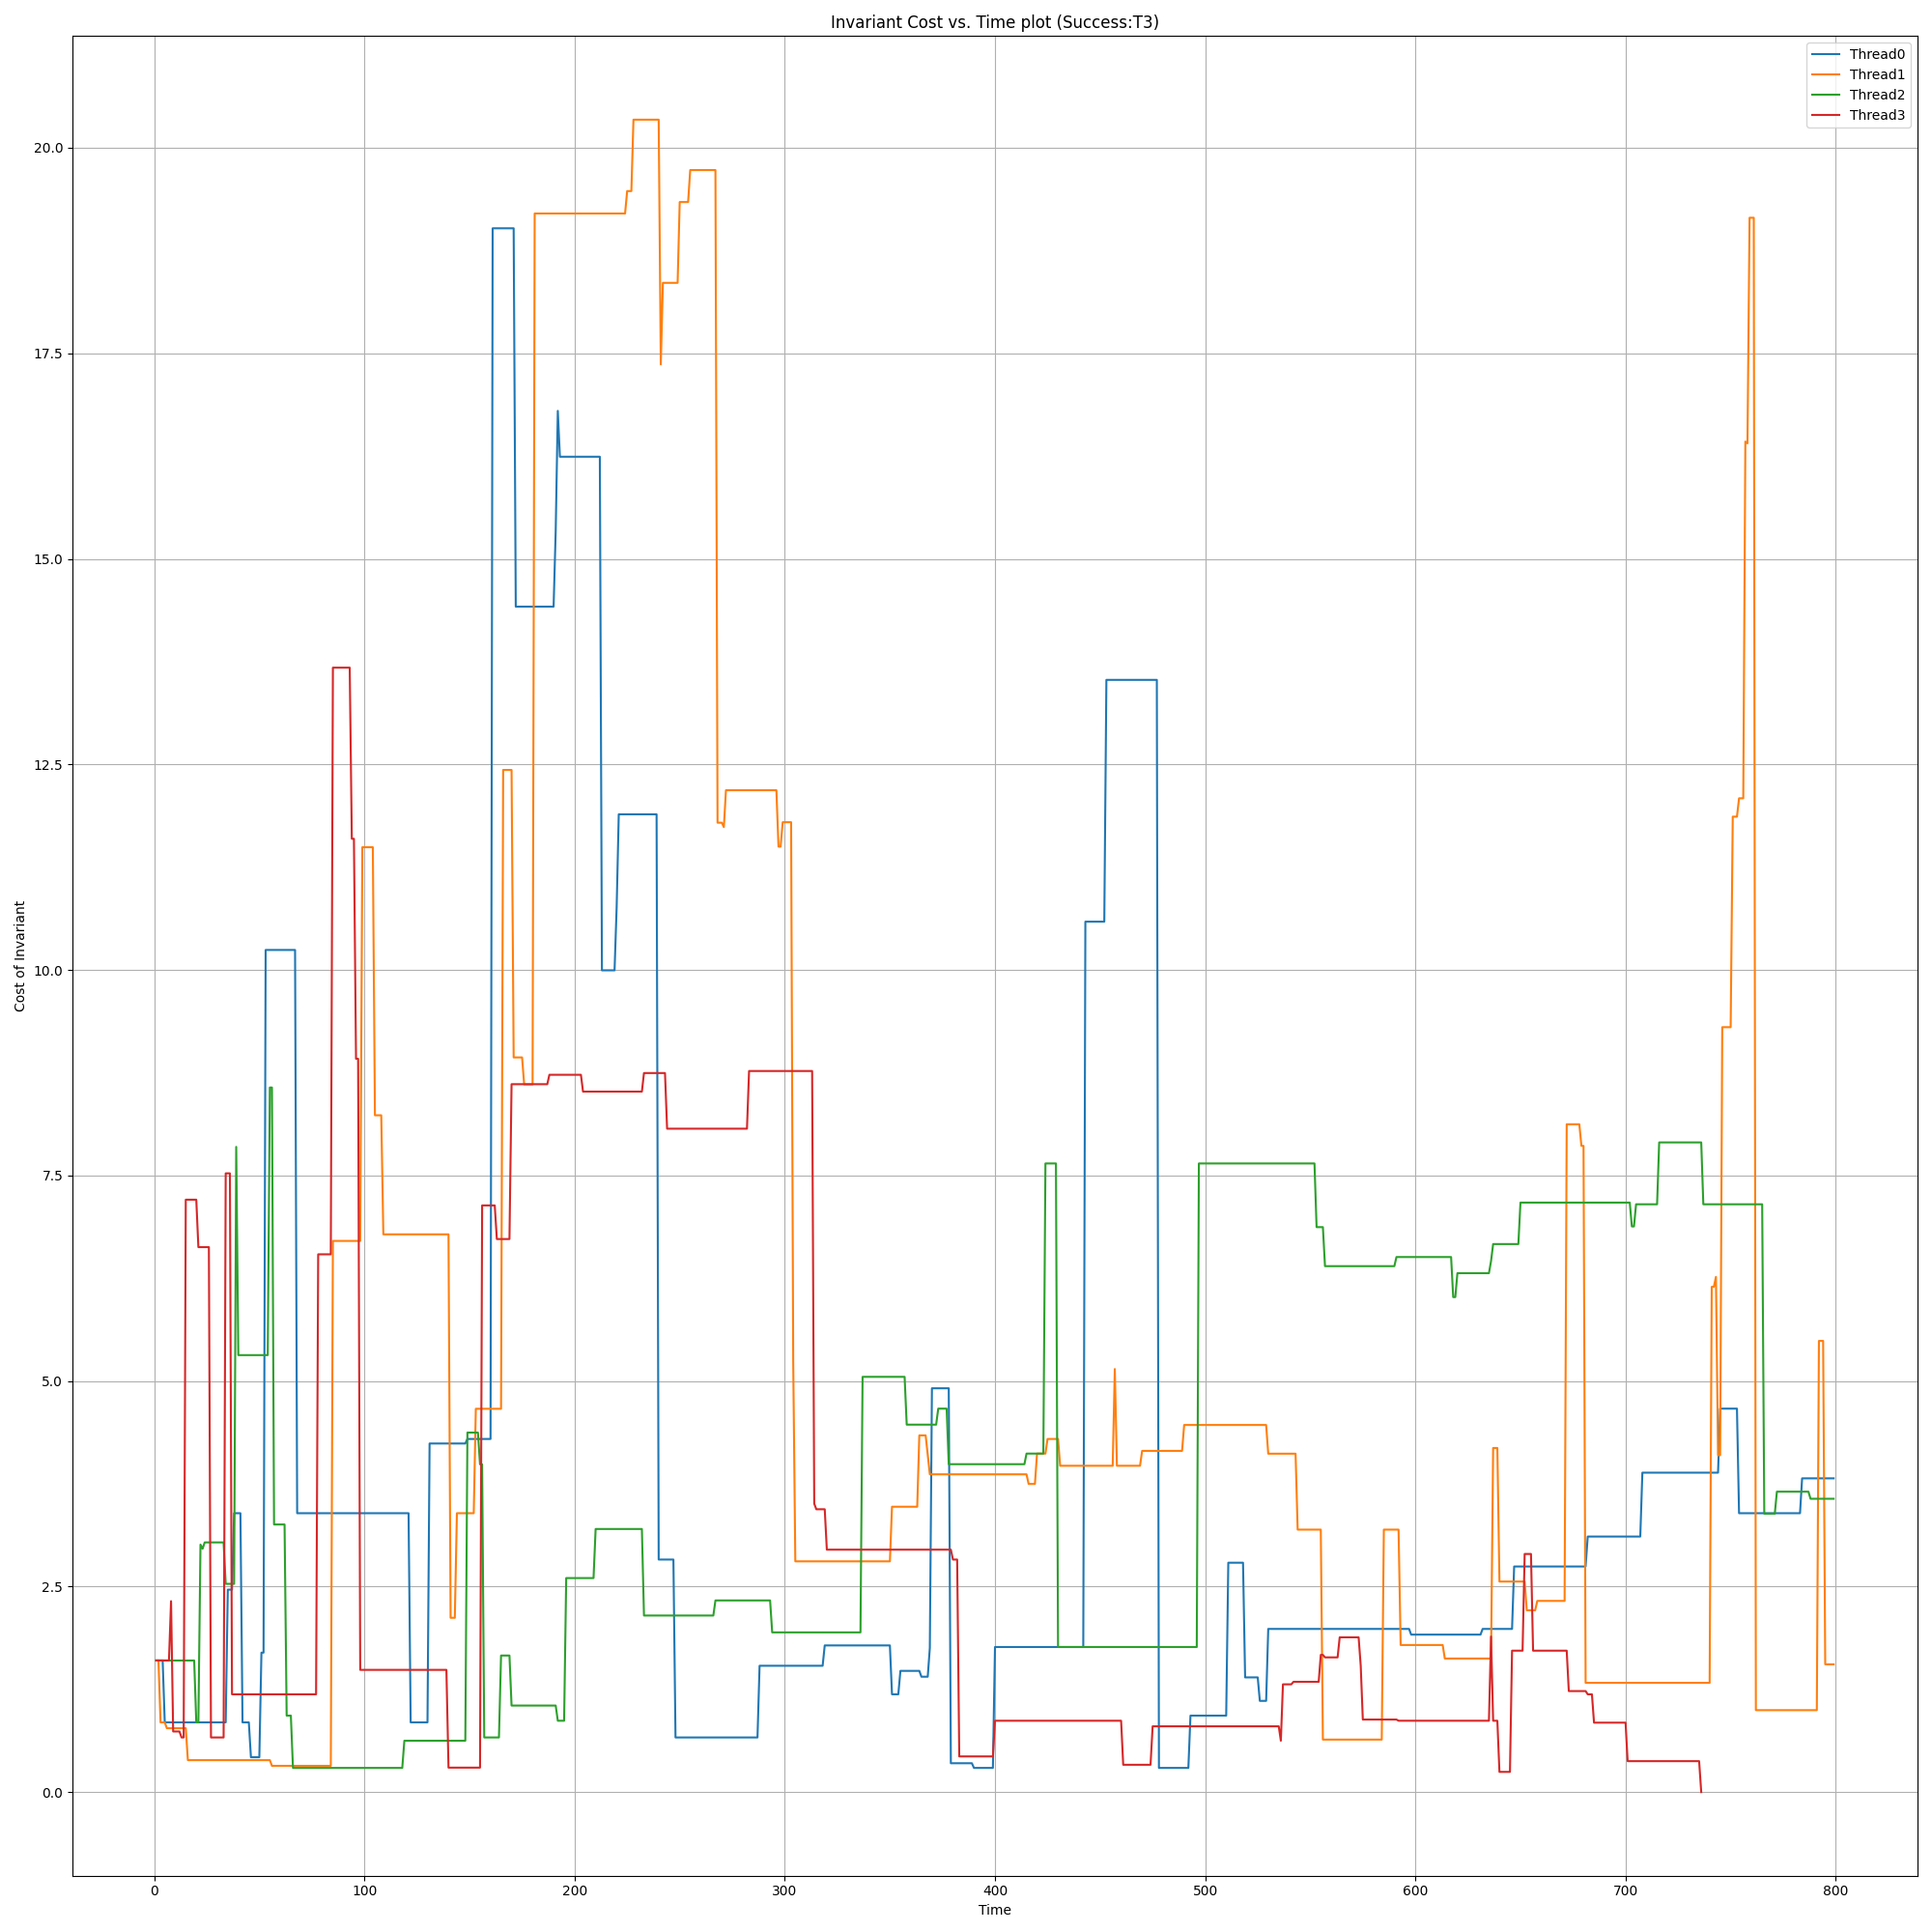 Invariant Cost vs. Time plot (Success:T3)
Thread0
Thread1
Thread2
Thread3
Cost of Invariant
20.0
17.5
15.0
12.5
10.0
7.5
5.0
2.5
0.0
0 100 200 300 400 500 600 700 800
Time